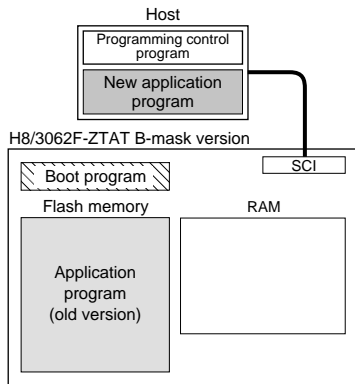 Host
Programming control
program
New application
program
H8/3062F-ZTAT B-mask version
SCI
Boot program
Flash memory
RAM
Application
program
(old version)